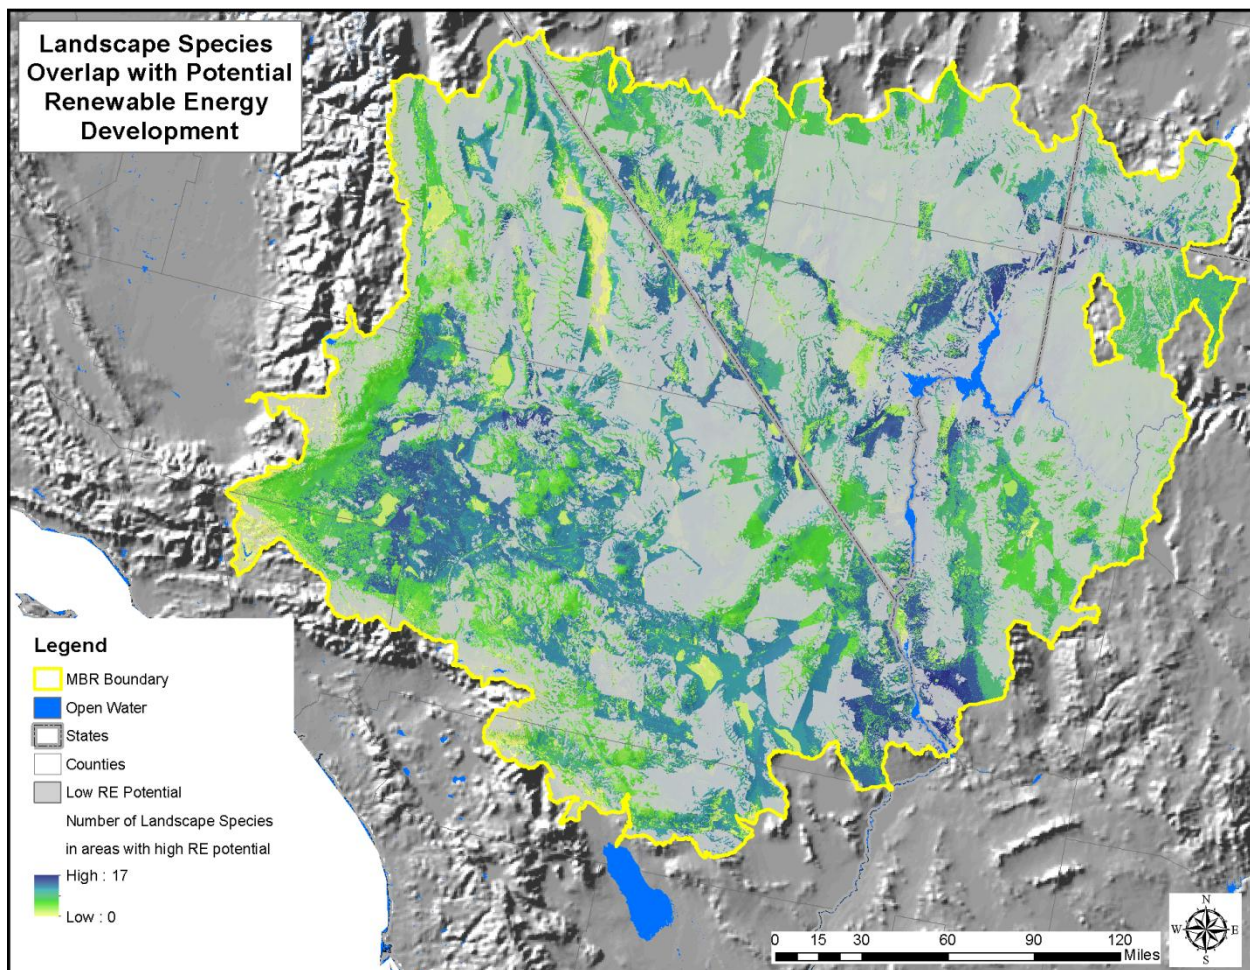 Landscape Species
Overlap with Potential
Renewable Energy
Development
Legend
MBR Boundary
Open Water
States
Counties
Low RE Potential
Number of Landscape Species
in areas with high RE potential
High : 17
Low : 0
0 15 30 60 90 120
Miles
N
W E
S